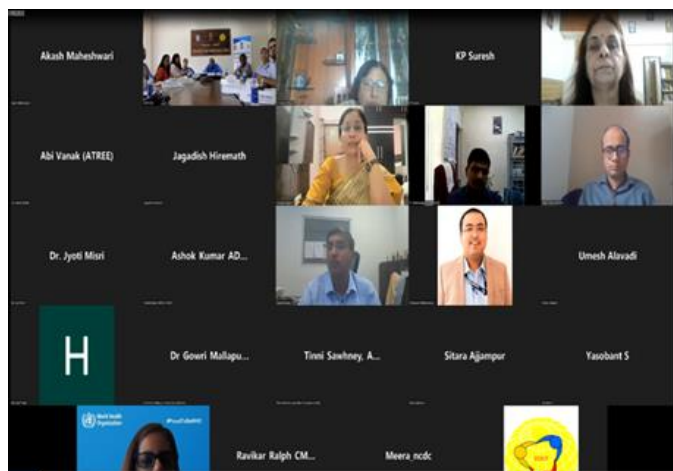 Akash Maheshwari
KP Suresh
Abi Vanak (ATREE)
Jagadish Hiremath
Dr. Jyoti Misri
Ashok Kumar AD...
Umesh Alavadi
H
Dr Gowri Mallapu...
Tinni Sawhney, A...
Sitara Ajjampur
Yasobant S
World Health
Organization
Ravikar Ralph CM...
Meera_ncdc